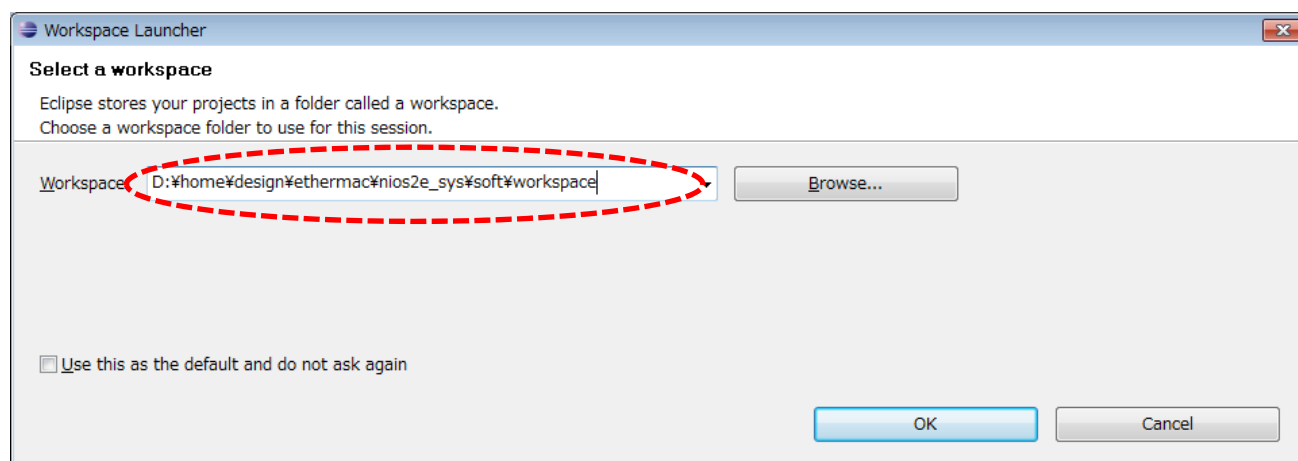 Workspace Launcher
Select a workspace
Eclipse stores your projects in a folder called a workspace.
Choose a workspace folder to use for this session.
Workspace: D:¥home¥design¥ethermac¥nios2e_sys¥soft¥workspace Browse...
Use this as the default and do not ask again
OK Cancel